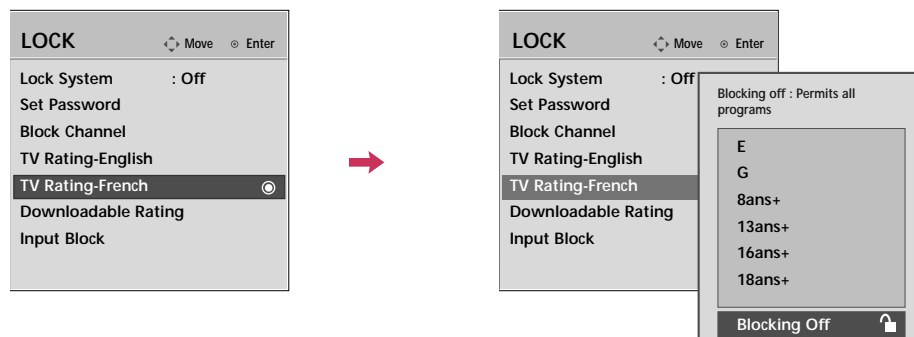 LOCK Move Enter
Lock System : Off
Set Password
Block Channel
TV Rating-English
TV Rating-French
Downloadable Rating
Input Block
LOCK Move Enter
Lock System : Off
Set Password
Block Channel
TV Rating-English
TV Rating-French
Downloadable Rating
Input Block
Blocking off : Permits all
programs
E
G
8ans+
13ans+
16ans+
18ans+
Blocking Off